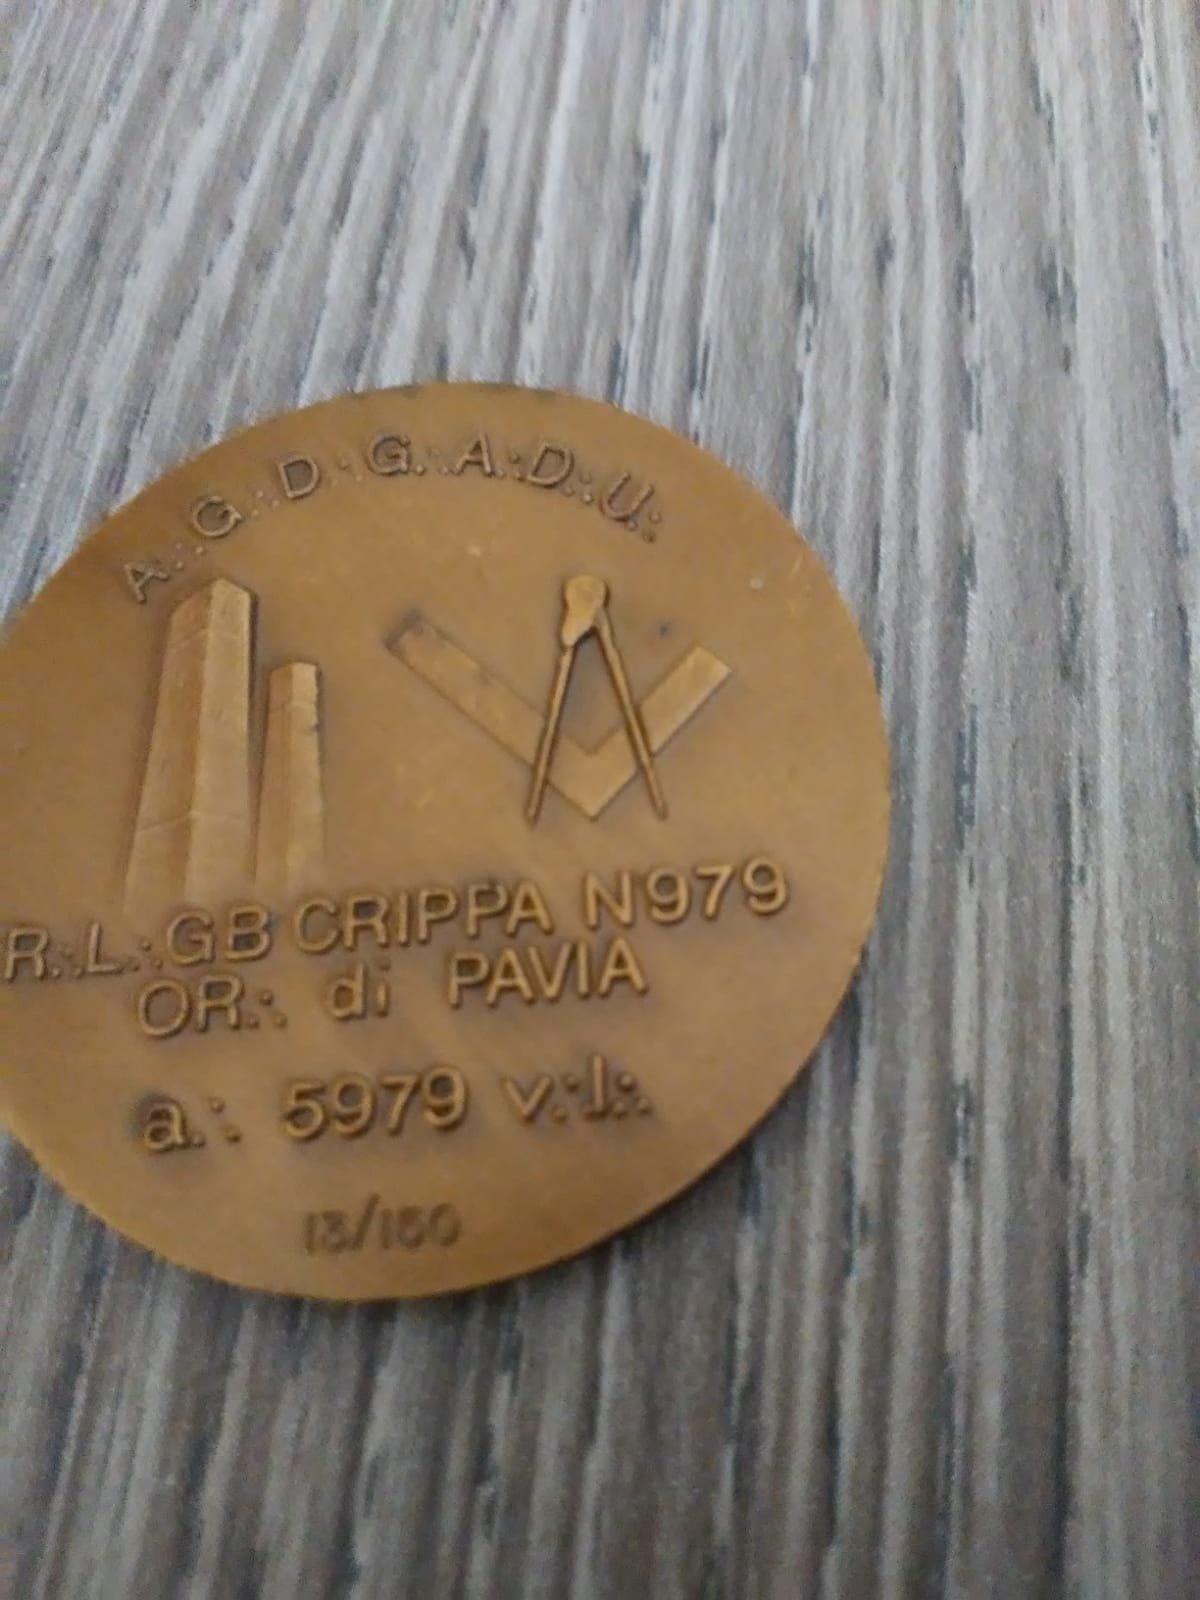 A∴G∴D∴G∴A∴D∴U∴
R∴L∴GB CRIPPA N979
OR∴ di PAVIA
a∴ 5979 v∴l∴
13/150